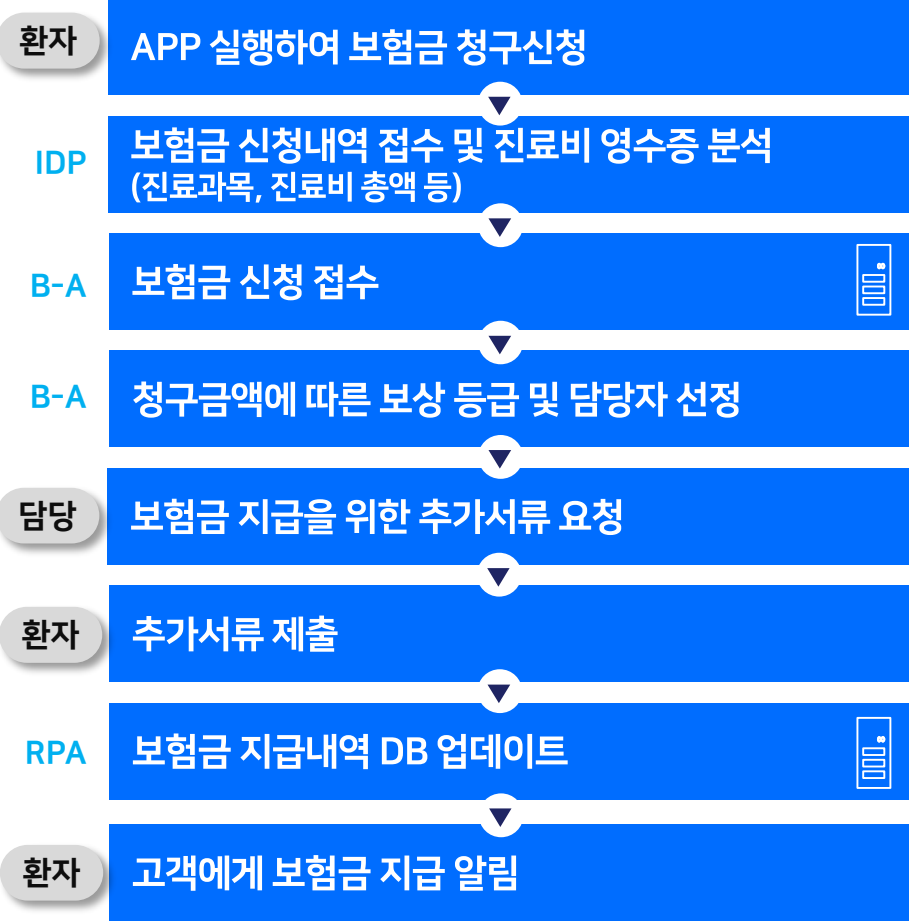 환자
APP 실행하여 보험금 청구신청
IDP
보험금 신청내역 접수 및 진료비 영수증 분석
(진료과목, 진료비 총액 등)
B-A
보험금 신청 접수
B-A
청구금액에 따른 보상 등급 및 담당자 선정
담당
보험금 지급을 위한 추가서류 요청
환자
추가서류 제출
RPA
보험금 지급내역 DB 업데이트
환자
고객에게 보험금 지급 알림